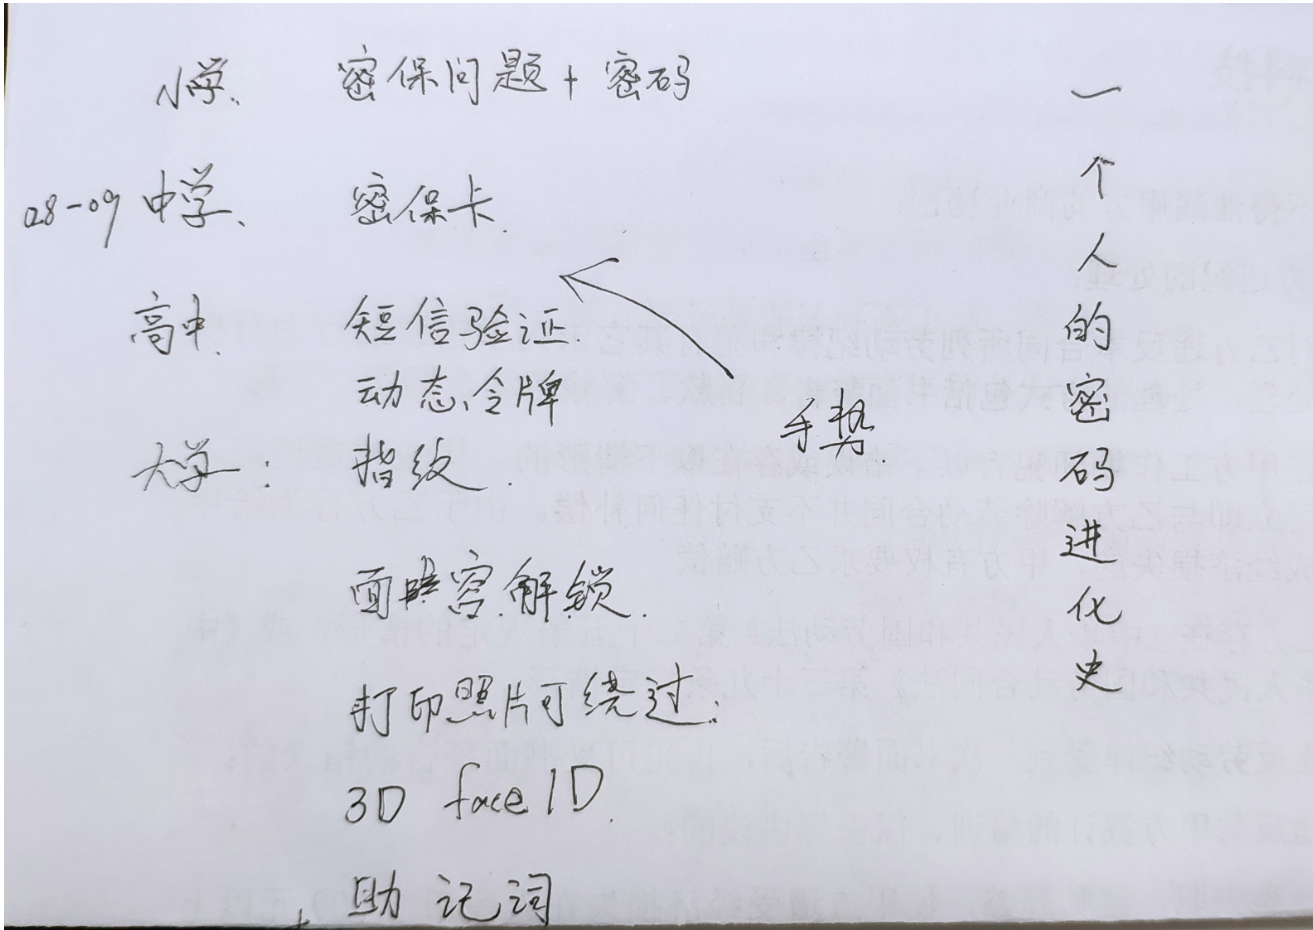 小学、 密保问题+密码
08-09 中学、 密保卡.
高中、 短信验证
动态令牌
大学: 指纹.
手势
面容解锁.
打印照片可绕过:
3D face ID.
助记词
一个人的密码进化史